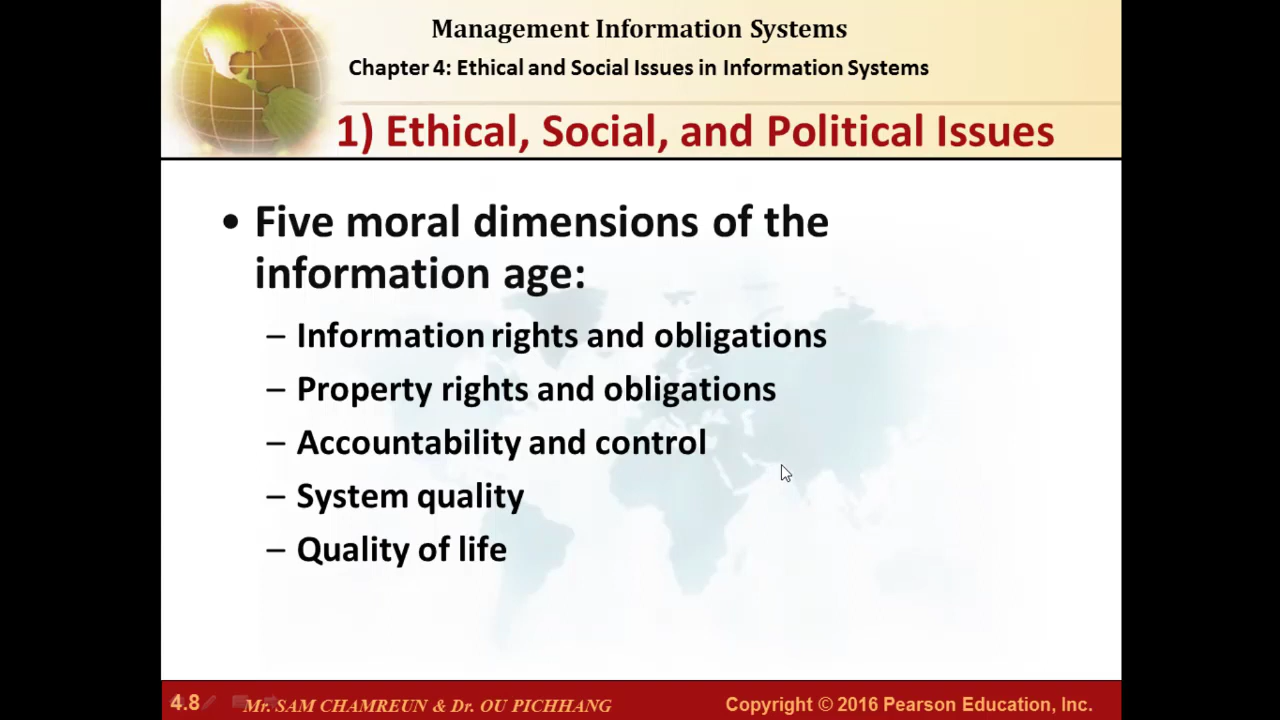 Management Information Systems
Chapter 4: Ethical and Social Issues in Information Systems
1) Ethical, Social, and Political Issues
• Five moral dimensions of the
information age:
– Information rights and obligations
– Property rights and obligations
– Accountability and control
– System quality
– Quality of life
4.8
Mr. SAM CHAMREUN & Dr. OU PICHHANG
Copyright © 2016 Pearson Education, Inc.